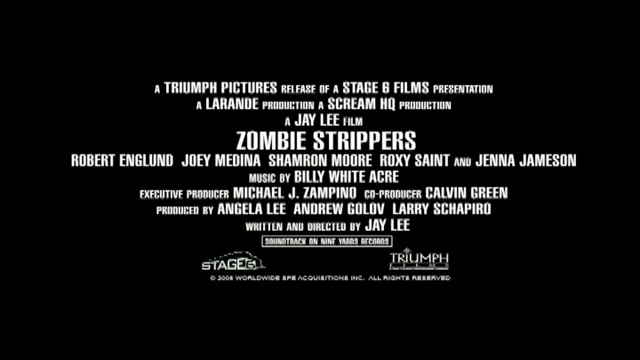 A TRIUMPH PICTURES RELEASE OF A STAGE 6 FILMS PRESENTATION
A LARANDE PRODUCTION A SCREAM HQ PRODUCTION
A JAY LEE FILM
ZOMBIE STRIPPERS
ROBERT ENGLUND JOEY MEDINA SHAMRON MOORE ROXY SAINT AND JENNA JAMESON
MUSIC BY BILLY WHITE ACRE
EXECUTIVE PRODUCER MICHAEL J. ZAMPINO CO-PRODUCER CALVIN GREEN
PRODUCED BY ANGELA LEE ANDREW GOLOV LARRY SCHAPIRO
WRITTEN AND DIRECTED BY JAY LEE
SOUNDTRACK ON NINE YARDS RECORDS
STAGE 6 TRIUMPH
FILMS
© 2008 WORLDWIDE SPE ACQUISITIONS INC. ALL RIGHTS RESERVED